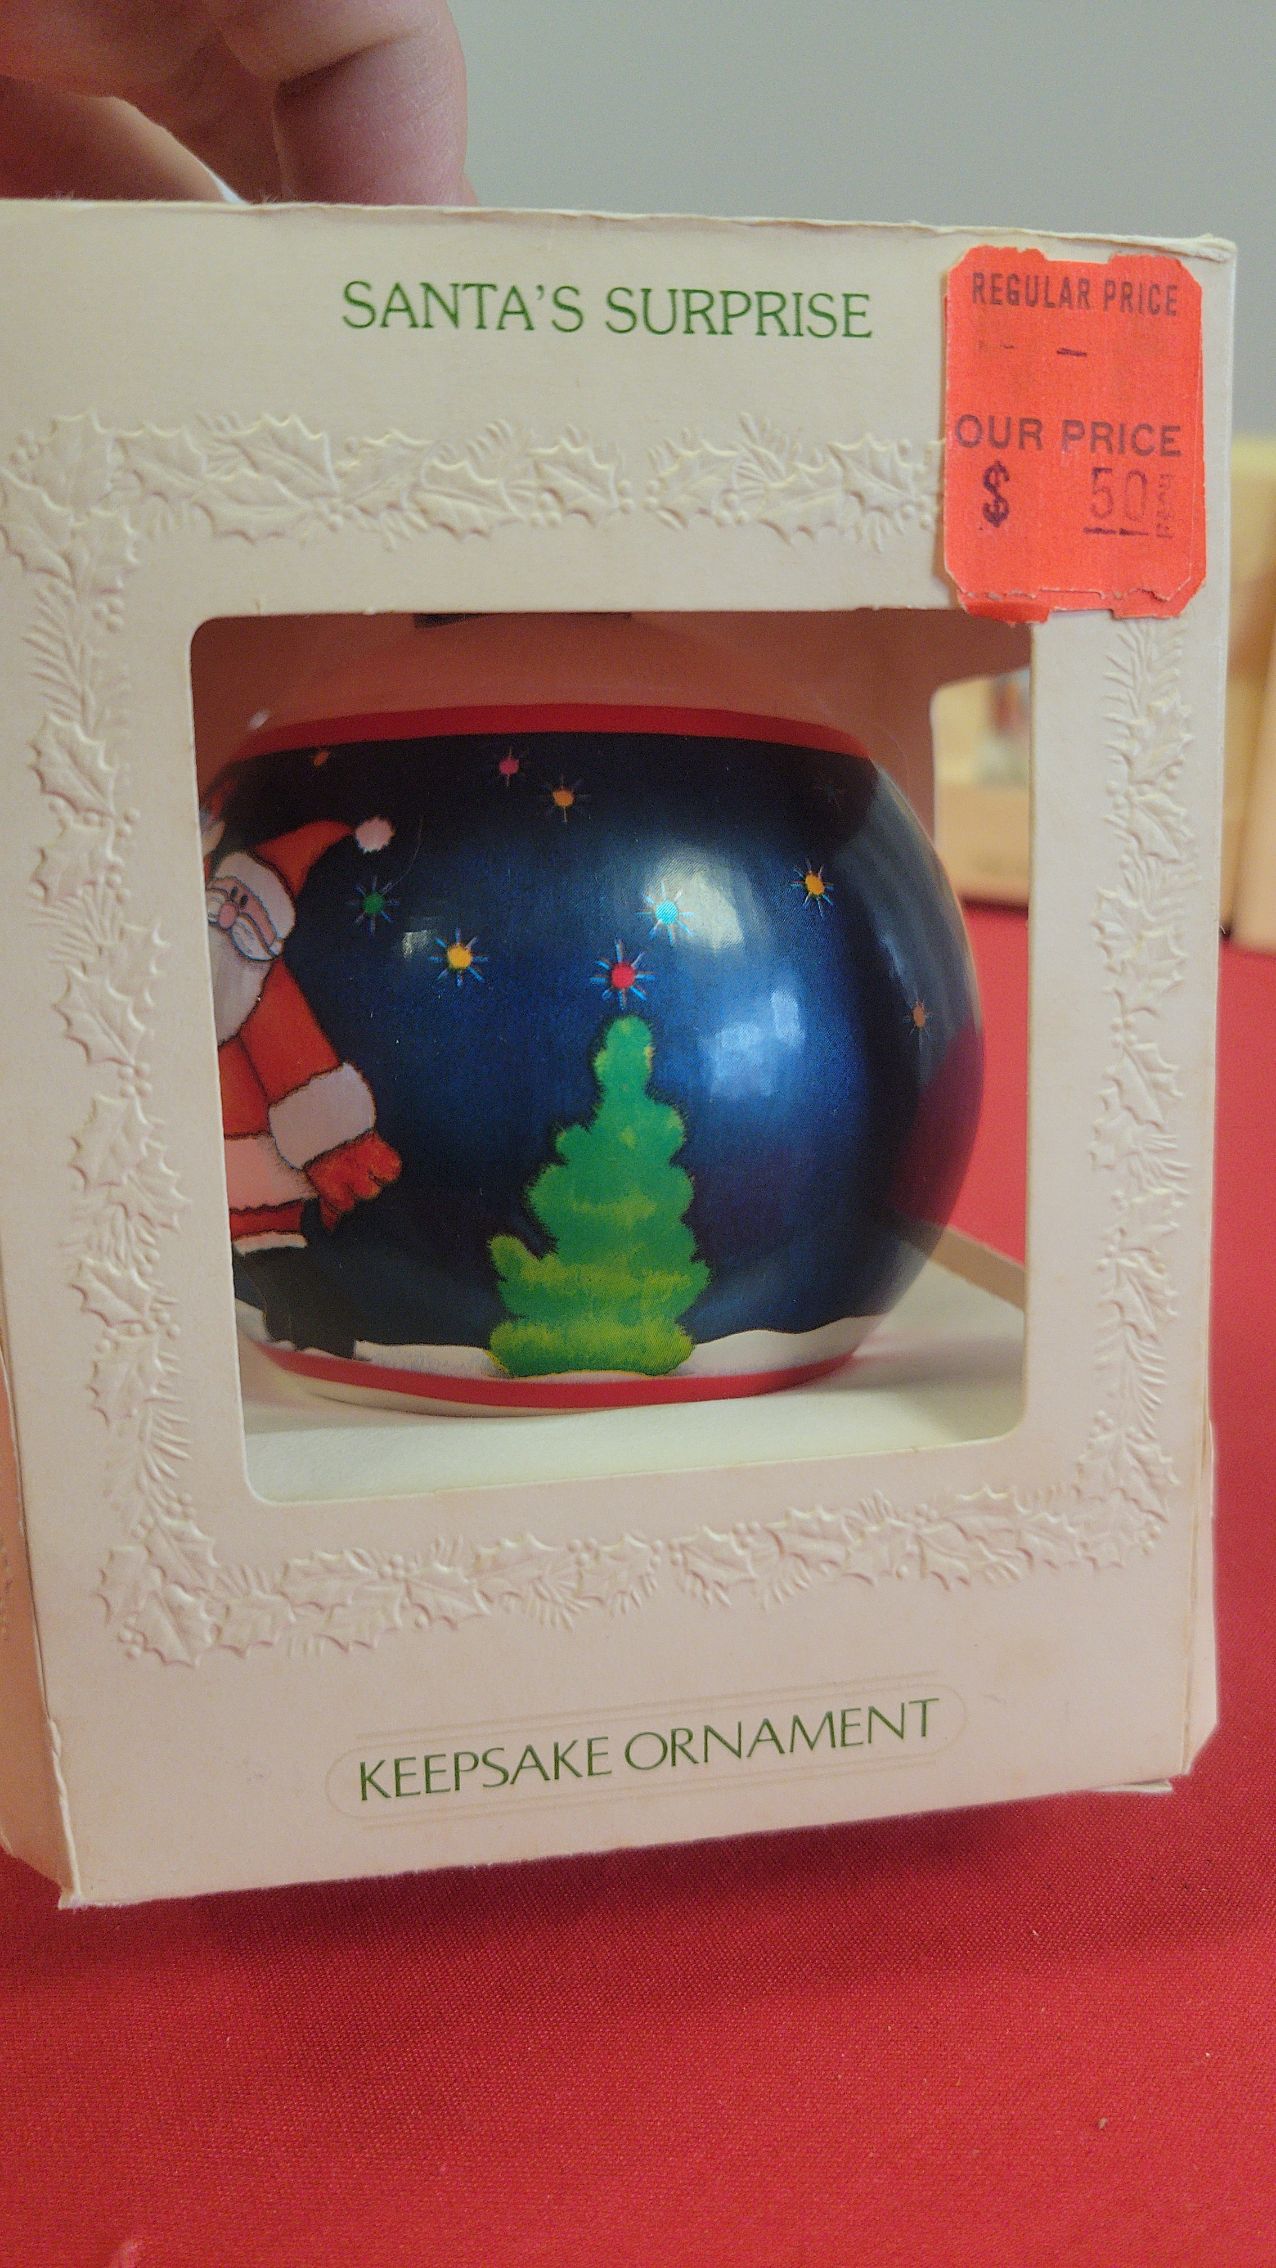 SANTA'S SURPRISE
REGULAR PRICE
OUR PRICE
$ 50
KEEPSAKE ORNAMENT